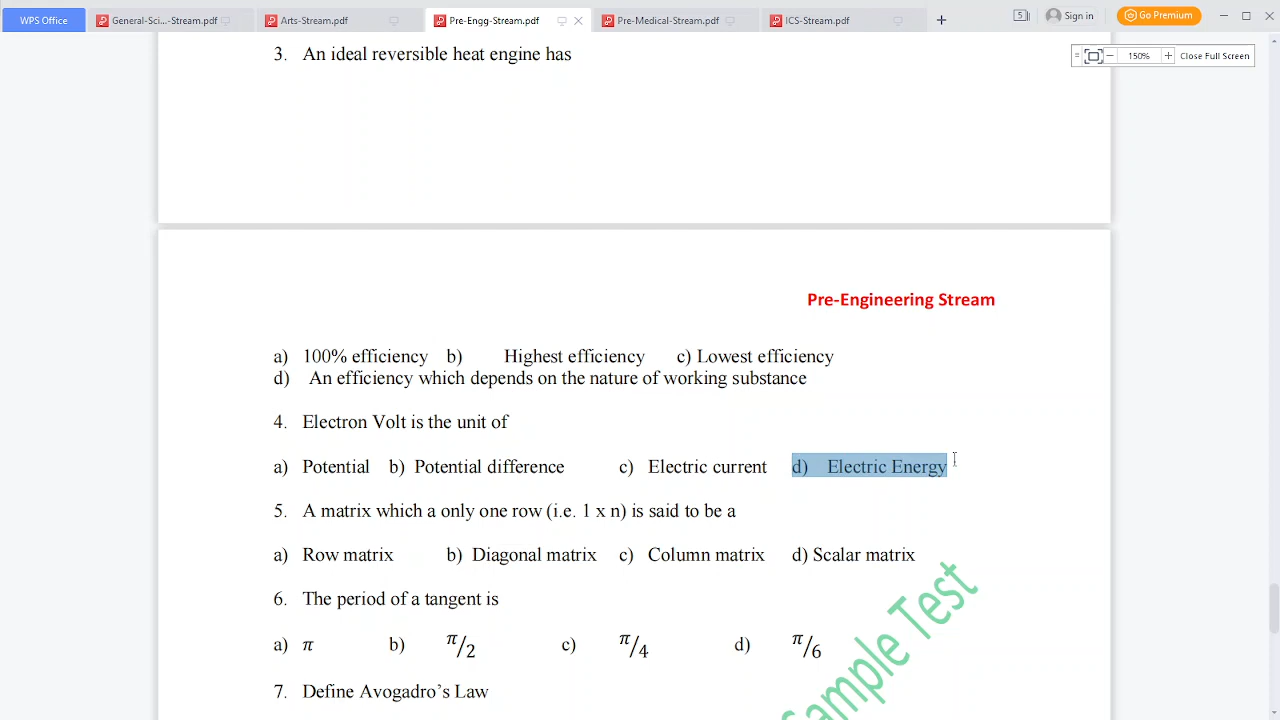 WPS Office
General-Sci...-Stream.pdf
Arts-Stream.pdf
Pre-Engg-Stream.pdf
Pre-Medical-Stream.pdf
ICS-Stream.pdf
5
Sign in
Go Premium
150%
Close Full Screen
3. An ideal reversible heat engine has
Pre-Engineering Stream
a) 100% efficiency b) Highest efficiency c) Lowest efficiency
d) An efficiency which depends on the nature of working substance
4. Electron Volt is the unit of
a) Potential b) Potential difference c) Electric current d) Electric Energy
5. A matrix which a only one row (i.e. 1 x n) is said to be a
a) Row matrix b) Diagonal matrix c) Column matrix d) Scalar matrix
6. The period of a tangent is
a) π b) π/2 c) π/4 d) π/6
7. Define Avogadro's Law
Sample Test